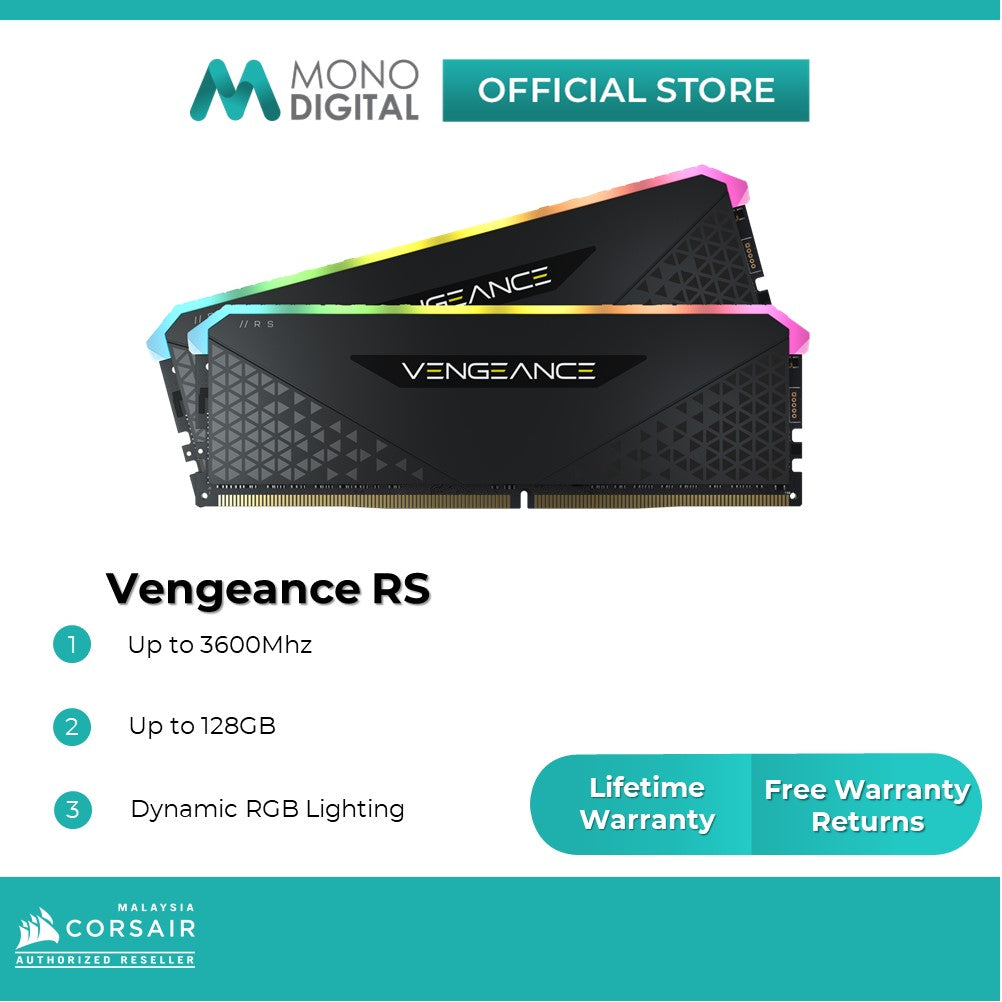 MONO
DIGITAL
OFFICIAL STORE
VENGEANCE
// R S
VENGEANCE
Vengeance RS
1 Up to 3600Mhz
2 Up to 128GB
3 Dynamic RGB Lighting
Lifetime
Warranty
Free Warranty
Returns
MALAYSIA
CORSAIR
AUTHORIZED RESELLER